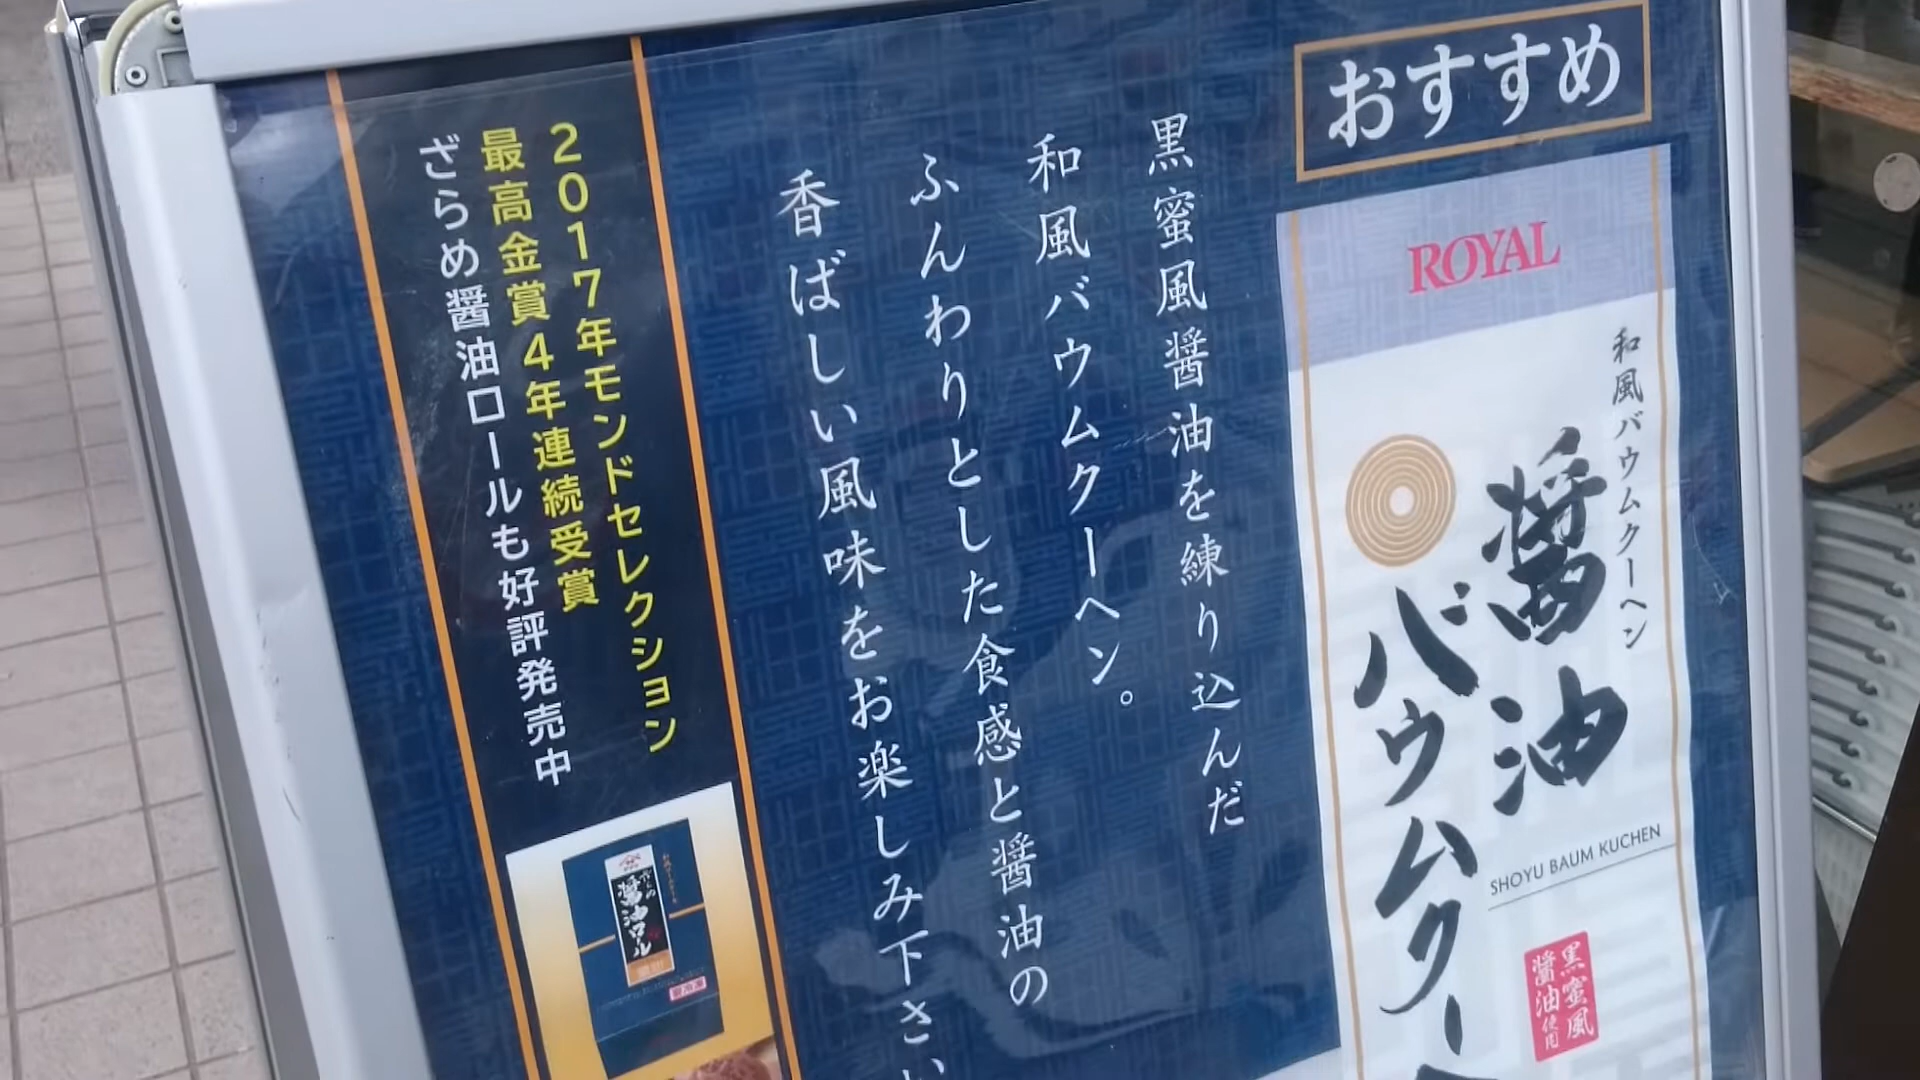 おすすめ
ROYAL
和風バウムクーヘン
醤油
バウムクーヘ
SHOYU BAUM KUCHEN
黒蜜風
醤油使用
黒蜜風醤油を練り込んだ
和風バウムクーヘン。
ふんわりとした食感と醤油の
香ばしい風味をお楽しみ下さい
2017年モンドセレクション
最高金賞4年連続受賞
ざらめ醤油ロールも好評発売中
醤油ロール
要冷凍